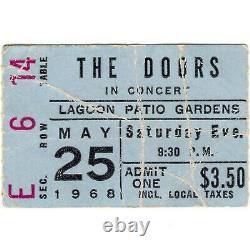 THE DOORS
IN CONCERT
LAGOON PATIO GARDENS
MAY
25
1968
Saturday Eve.
9:30 P.M.
ADMIT ONE
$3.50
INCL. LOCAL TAXES
E 6 14
SEC. ROW TABLE